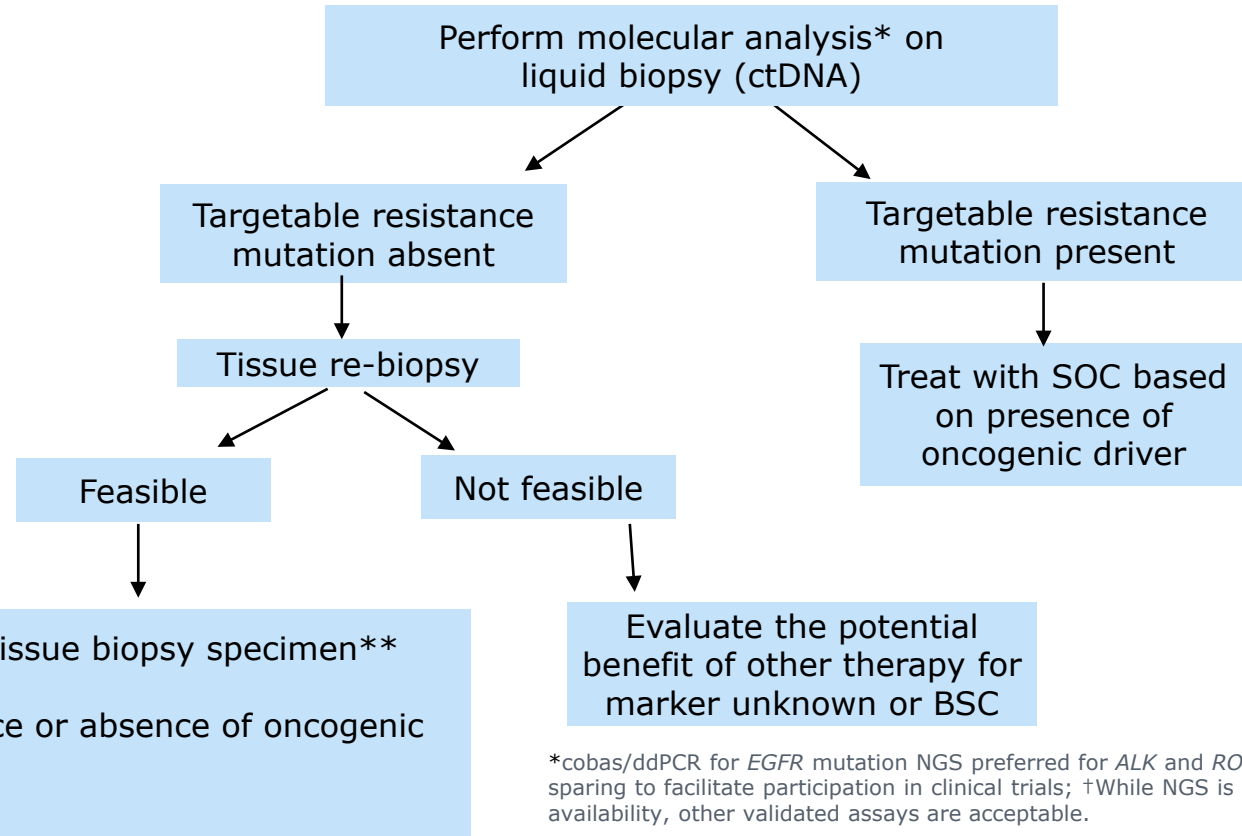 Perform molecular analysis* on
liquid biopsy (ctDNA)
Targetable resistance
mutation absent
Targetable resistance
mutation present
Tissue re-biopsy
Treat with SOC based
on presence of
oncogenic driver
Feasible
Not feasible
issue biopsy specimen**
ce or absence of oncogenic
Evaluate the potential
benefit of other therapy for
marker unknown or BSC
*cobas/ddPCR for EGFR mutation NGS preferred for ALK and RO
sparing to facilitate participation in clinical trials; †While NGS is
availability, other validated assays are acceptable.